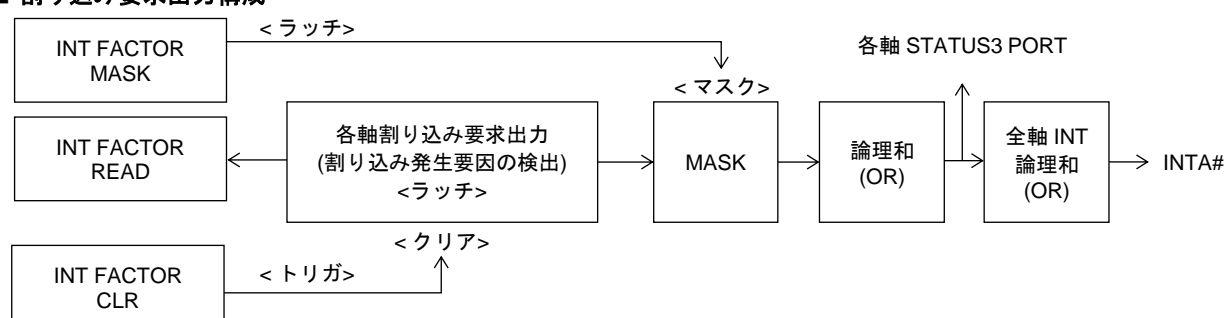 割り込み要求出力構成
INT FACTOR
MASK
<ラッチ>
各軸 STATUS3 PORT
<マスク>
INT FACTOR
READ
各軸割り込み要求出力
(割り込み発生要因の検出)
<ラッチ>
MASK
論理和
(OR)
全軸 INT
論理和
(OR)
INTA#
<クリア>
INT FACTOR
CLR
<トリガ>